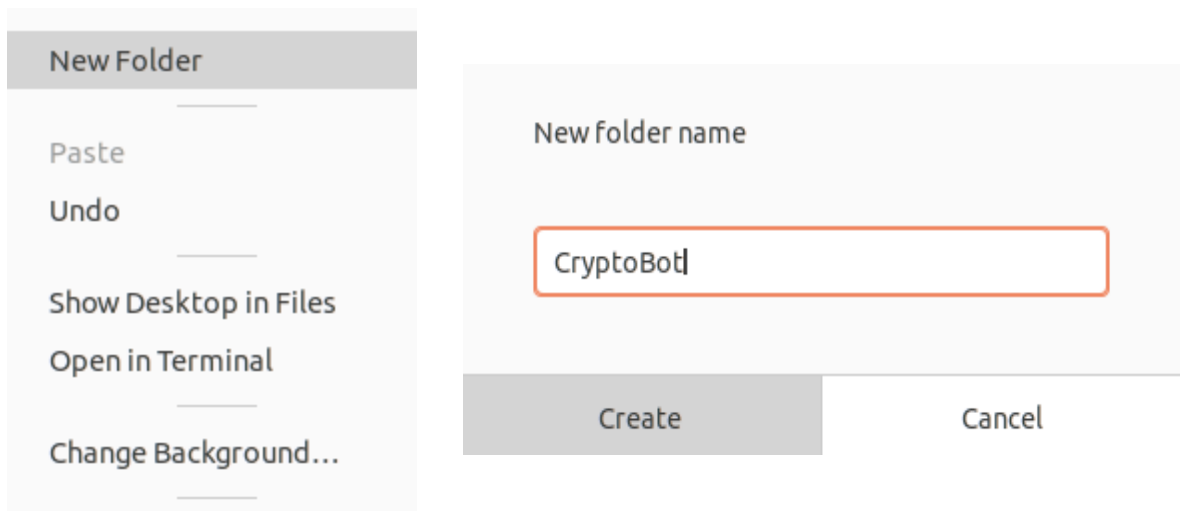 New Folder
Paste
Undo
Show Desktop in Files
Open in Terminal
Change Background...
New folder name
CryptoBot
Create
Cancel